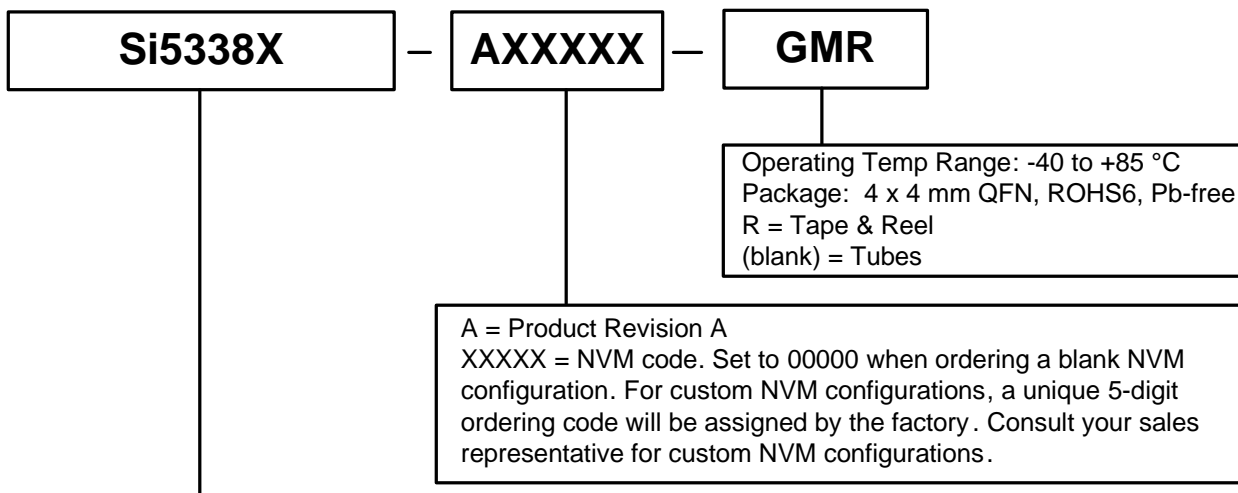 Si5338X – AXXXXX – GMR
Operating Temp Range: -40 to +85 °C
Package: 4 x 4 mm QFN, ROHS6, Pb-free
R = Tape & Reel
(blank) = Tubes
A = Product Revision A
XXXXX = NVM code. Set to 00000 when ordering a blank NVM
configuration. For custom NVM configurations, a unique 5-digit
ordering code will be assigned by the factory. Consult your sales
representative for custom NVM configurations.